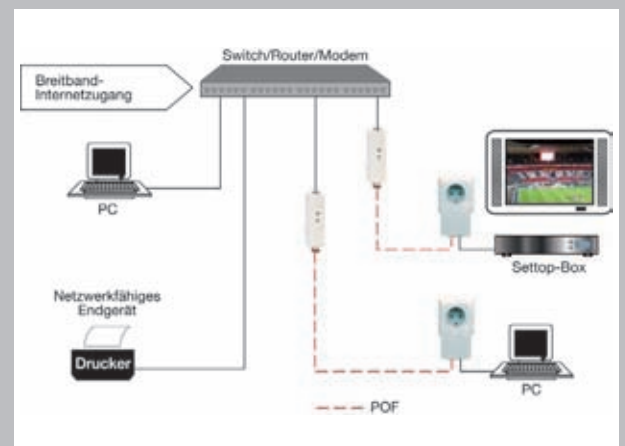 Switch/Router/Modem
Breitband-
Internetzugang
PC
Settop-Box
Netzwerkfähiges
Endgerät
Drucker
PC
POF